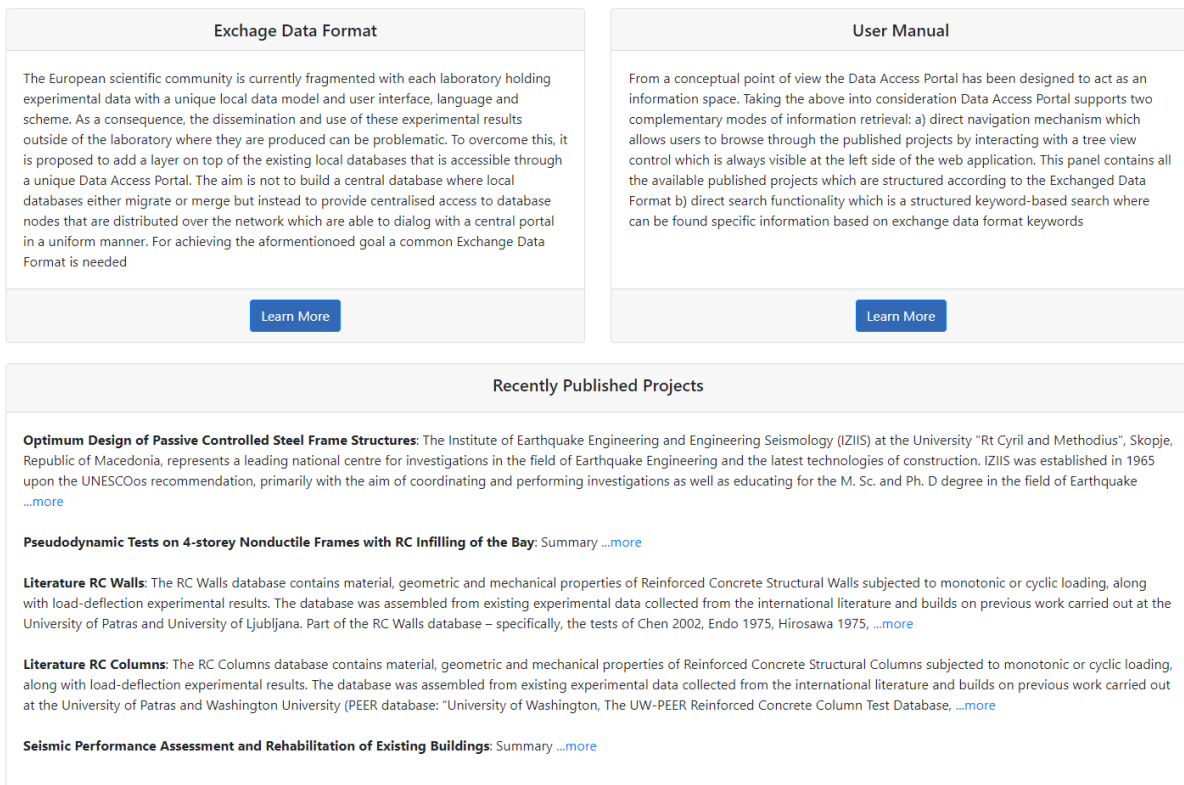 Exchage Data Format
The European scientific community is currently fragmented with each laboratory holding
experimental data with a unique local data model and user interface, language and
scheme. As a consequence, the dissemination and use of these experimental results
outside of the laboratory where they are produced can be problematic. To overcome this, it
is proposed to add a layer on top of the existing local databases that is accessible through
a unique Data Access Portal. The aim is not to build a central database where local
databases either migrate or merge but instead to provide centralised access to database
nodes that are distributed over the network which are able to dialog with a central portal
in a uniform manner. For achieving the aformentionoed goal a common Exchange Data
Format is needed
Learn More
User Manual
From a conceptual point of view the Data Access Portal has been designed to act as an
information space. Taking the above into consideration Data Access Portal supports two
complementary modes of information retrieval: a) direct navigation mechanism which
allows users to browse through the published projects by interacting with a tree view
control which is always visible at the left side of the web application. This panel contains all
the available published projects which are structured according to the Exchanged Data
Format b) direct search functionality which is a structured keyword-based search where
can be found specific information based on exchange data format keywords
Learn More
Recently Published Projects
Optimum Design of Passive Controlled Steel Frame Structures: The Institute of Earthquake Engineering and Engineering Seismology (IZIIS) at the University "Rt Cyril and Methodius", Skopje,
Republic of Macedonia, represents a leading national centre for investigations in the field of Earthquake Engineering and the latest technologies of construction. IZIIS was established in 1965
upon the UNESCOos recommendation, primarily with the aim of coordinating and performing investigations as well as educating for the M. Sc. and Ph. D degree in the field of Earthquake
...more
Pseudodynamic Tests on 4-storey Nonductile Frames with RC Infilling of the Bay: Summary ...more
Literature RC Walls: The RC Walls database contains material, geometric and mechanical properties of Reinforced Concrete Structural Walls subjected to monotonic or cyclic loading, along
with load-deflection experimental results. The database was assembled from existing experimental data collected from the international literature and builds on previous work carried out at the
University of Patras and University of Ljubljana. Part of the RC Walls database – specifically, the tests of Chen 2002, Endo 1975, Hirosawa 1975, ...more
Literature RC Columns: The RC Columns database contains material, geometric and mechanical properties of Reinforced Concrete Structural Columns subjected to monotonic or cyclic loading,
along with load-deflection experimental results. The database was assembled from existing experimental data collected from the international literature and builds on previous work carried out
at the University of Patras and Washington University (PEER database: "University of Washington, The UW-PEER Reinforced Concrete Column Test Database, ...more
Seismic Performance Assessment and Rehabilitation of Existing Buildings: Summary ...more